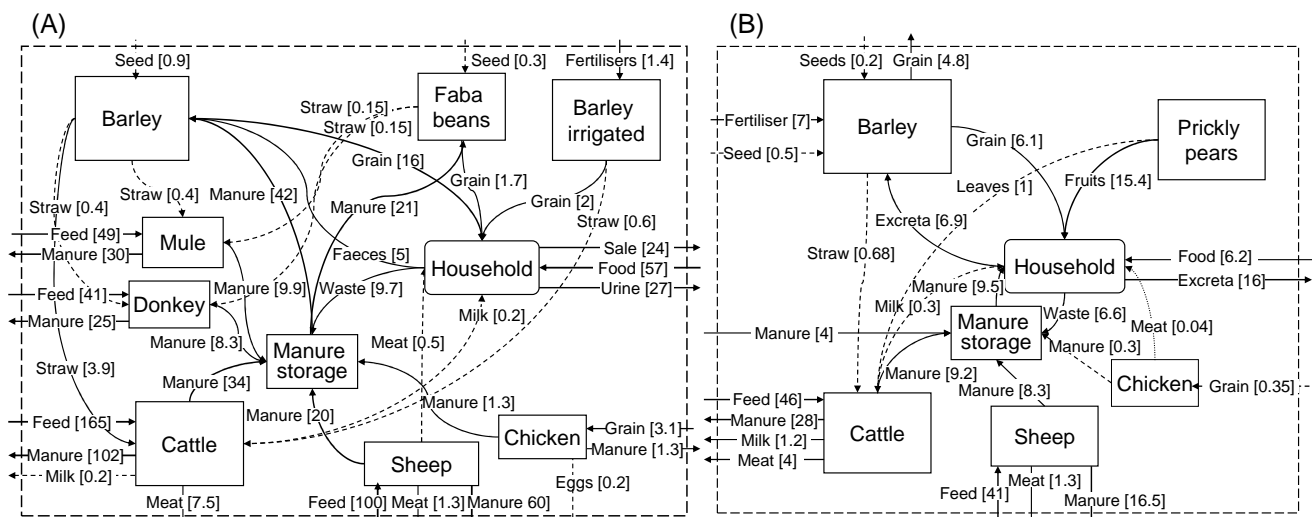 (A)
Seed [0.9]
Seed [0.3]
Fertilisers [1.4]
Barley
Faba
beans
Barley
irrigated
Straw [0.15]
Straw [0.15]
Grain [16]
Grain [1.7]
Grain [2]
Straw [0.4]
Manure [42]
Manure [21]
Straw [0.4]
Straw [0.6]
Feed [49]
Mule
Manure [30]
Faeces [5]
Household
Sale [24]
Food [57]
Urine [27]
Feed [41]
Donkey
Manure [9.9]
Waste [9.7]
Milk [0.2]
Manure [25]
Manure [8.3]
Manure
storage
Meat [0.5]
Straw [3.9]
Manure [34]
Manure [20]
Manure [1.3]
Feed [165]
Cattle
Manure [102]
Milk [0.2]
Chicken
Grain [3.1]
Manure [1.3]
Sheep
Eggs [0.2]
Meat [7.5]
Feed [100]
Meat [1.3]
Manure 60]
(B)
Seeds [0.2]
Grain [4.8]
Fertiliser [7]
Barley
Seed [0.5]
Grain [6.1]
Prickly
pears
Leaves [1]
Fruits [15.4]
Excreta [6.9]
Straw [0.68]
Household
Food [6.2]
Excreta [16]
Manure [9.5]
Milk [0.3]
Waste [6.6]
Manure [4]
Manure
storage
Meat [0.04]
Manure [0.3]
Manure [9.2]
Manure [8.3]
Chicken
Grain [0.35]
Feed [46]
Manure [28]
Milk [1.2]
Meat [4]
Cattle
Sheep
Feed [41]
Meat [1.3]
Manure [16.5]